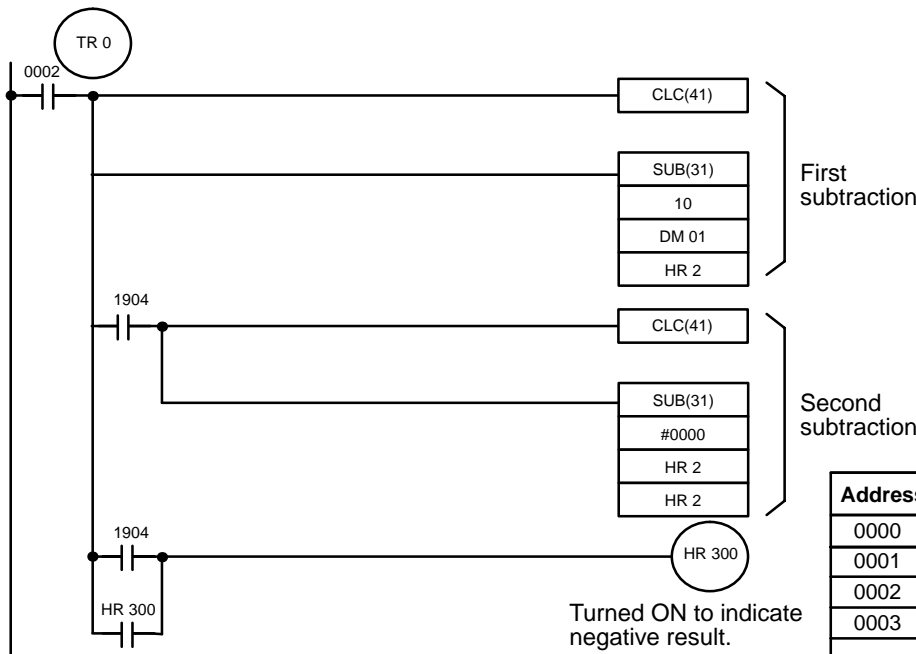 TR 0
0002
CLC(41)
SUB(31)
10
DM 01
HR 2
First
subtraction
1904
CLC(41)
SUB(31)
#0000
HR 2
HR 2
Second
subtraction
1904
HR 300
HR 300
Turned ON to indicate
negative result.
Address
0000
0001
0002
0003